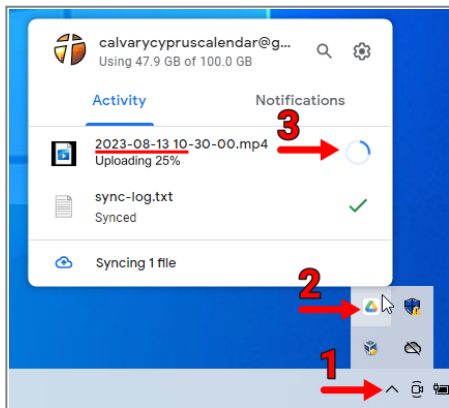 calvarycypruscalendar@g...
Using 47.9 GB of 100.0 GB
Activity Notifications
3
2023-08-13 10-30-00.mp4
Uploading 25%
sync-log.txt
Synced
Syncing 1 file
2
1